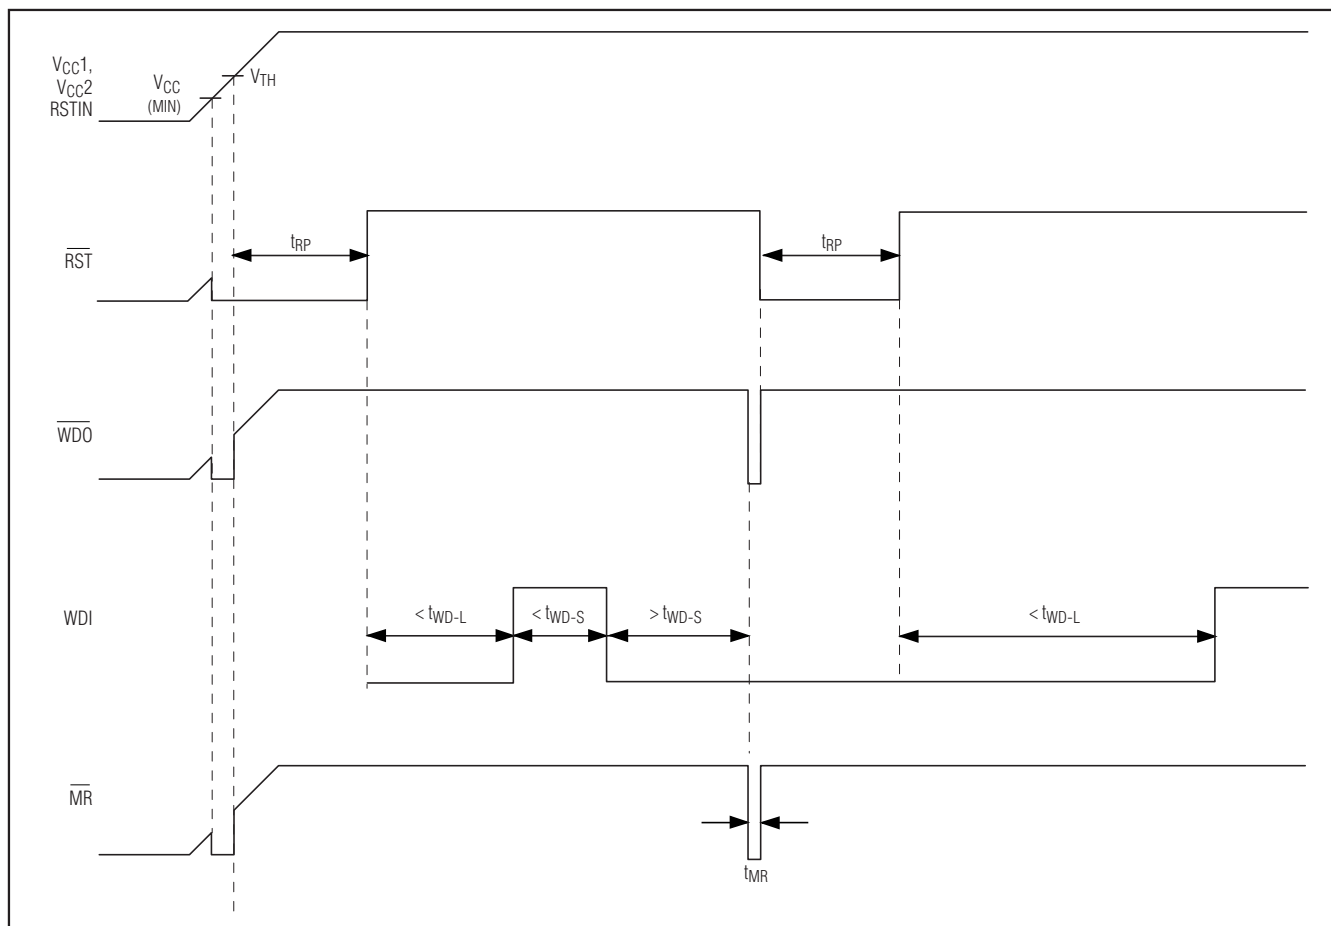 VCC1,
VCC2
RSTIN
VCC
(MIN)
VTH
RST
tRP
tRP
WDO
WDI
< tWD-L
< tWD-S
> tWD-S
< tWD-L
MR
tMR